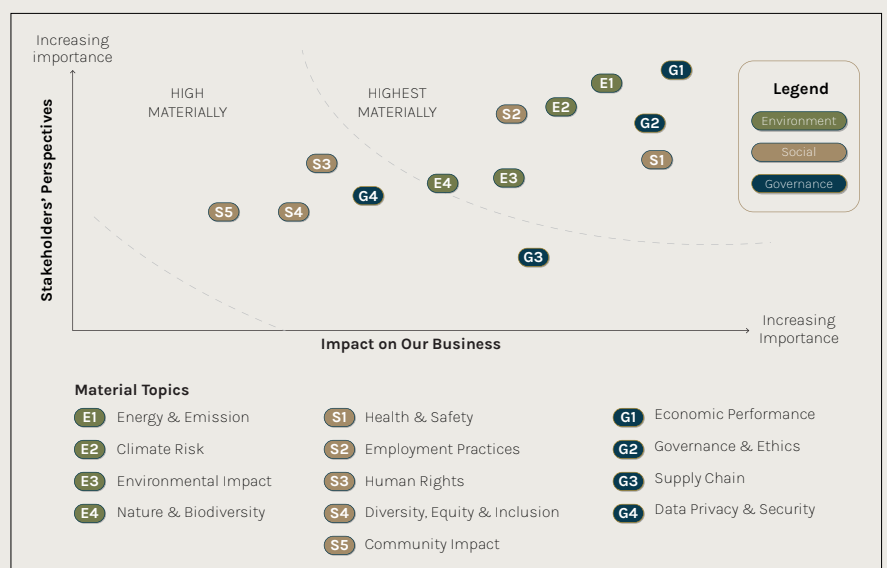 Increasing
importance
Stakeholders' Perspectives
HIGH
MATERIALLY
HIGHEST
MATERIALLY
G1
E1
E2
S2
G2
S1
S3
E3
E4
G4
S5
S4
G3
Legend
Environment
Social
Governance
Impact on Our Business
Increasing
Importance
Material Topics
E1 Energy & Emission
E2 Climate Risk
E3 Environmental Impact
E4 Nature & Biodiversity
S1 Health & Safety
S2 Employment Practices
S3 Human Rights
S4 Diversity, Equity & Inclusion
S5 Community Impact
G1 Economic Performance
G2 Governance & Ethics
G3 Supply Chain
G4 Data Privacy & Security